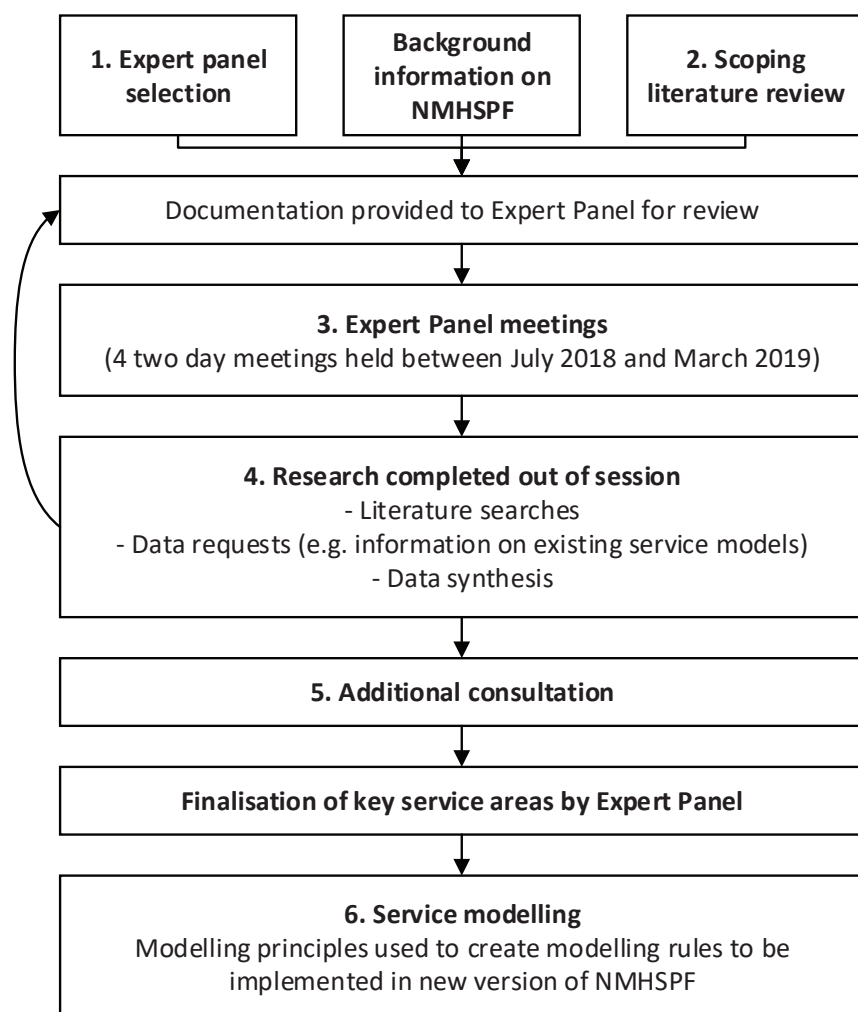 1. Expert panel
selection
Background
information on
NMHSPF
2. Scoping
literature review
Documentation provided to Expert Panel for review
3. Expert Panel meetings
(4 two day meetings held between July 2018 and March 2019)
4. Research completed out of session
- Literature searches
- Data requests (e.g. information on existing service models)
- Data synthesis
5. Additional consultation
Finalisation of key service areas by Expert Panel
6. Service modelling
Modelling principles used to create modelling rules to be
implemented in new version of NMHSPF